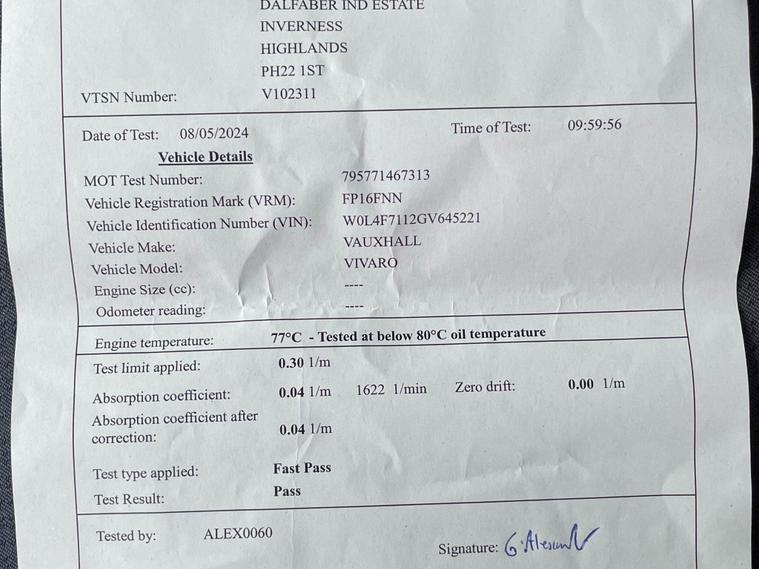 DALFABER IND ESTATE
INVERNESS
HIGHLANDS
PH22 1ST
VTSN Number: V102311
Date of Test: 08/05/2024 Time of Test: 09:59:56
Vehicle Details
MOT Test Number: 795771467313
Vehicle Registration Mark (VRM): FP16FNN
Vehicle Identification Number (VIN): W0L4F7112GV645221
Vehicle Make: VAUXHALL
Vehicle Model: VIVARO
Engine Size (cc): ----
Odometer reading: ----
Engine temperature: 77°C - Tested at below 80°C oil temperature
Test limit applied: 0.30 1/m
Absorption coefficient: 0.04 1/m 1622 1/min Zero drift: 0.00 1/m
Absorption coefficient after
correction: 0.04 1/m
Test type applied: Fast Pass
Test Result: Pass
Tested by: ALEX0060
Signature: G.